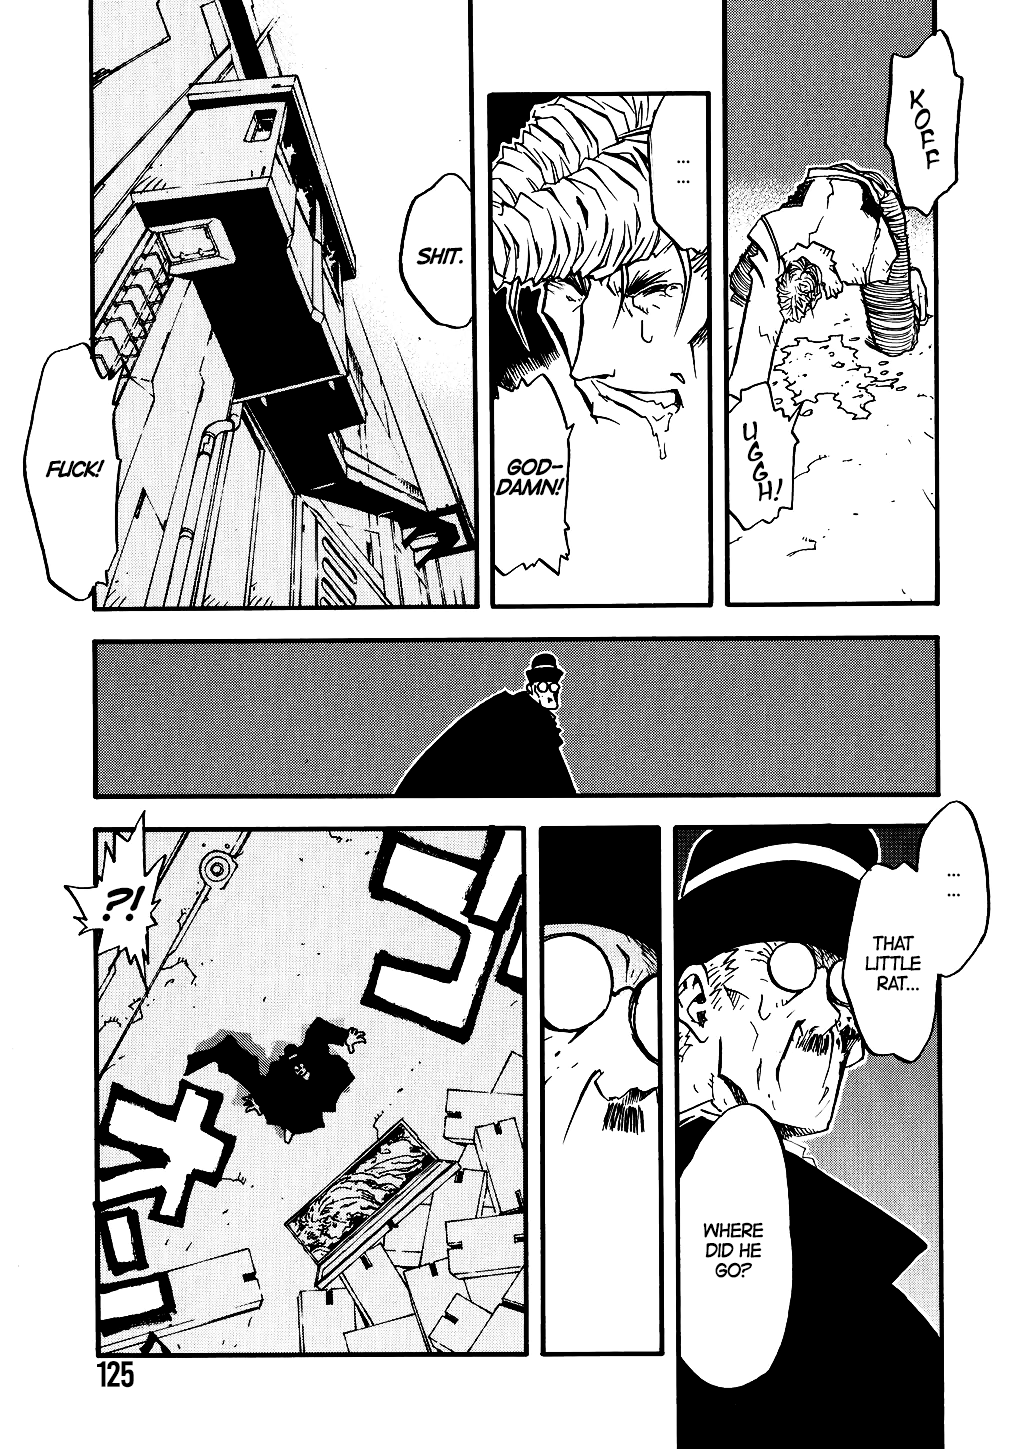 KOFF
UGGH!
...
...
GOD-
DAMN!
SHIT.
FUCK!
...
...
THAT
LITTLE
RAT...
WHERE
DID HE
GO?
?!
125